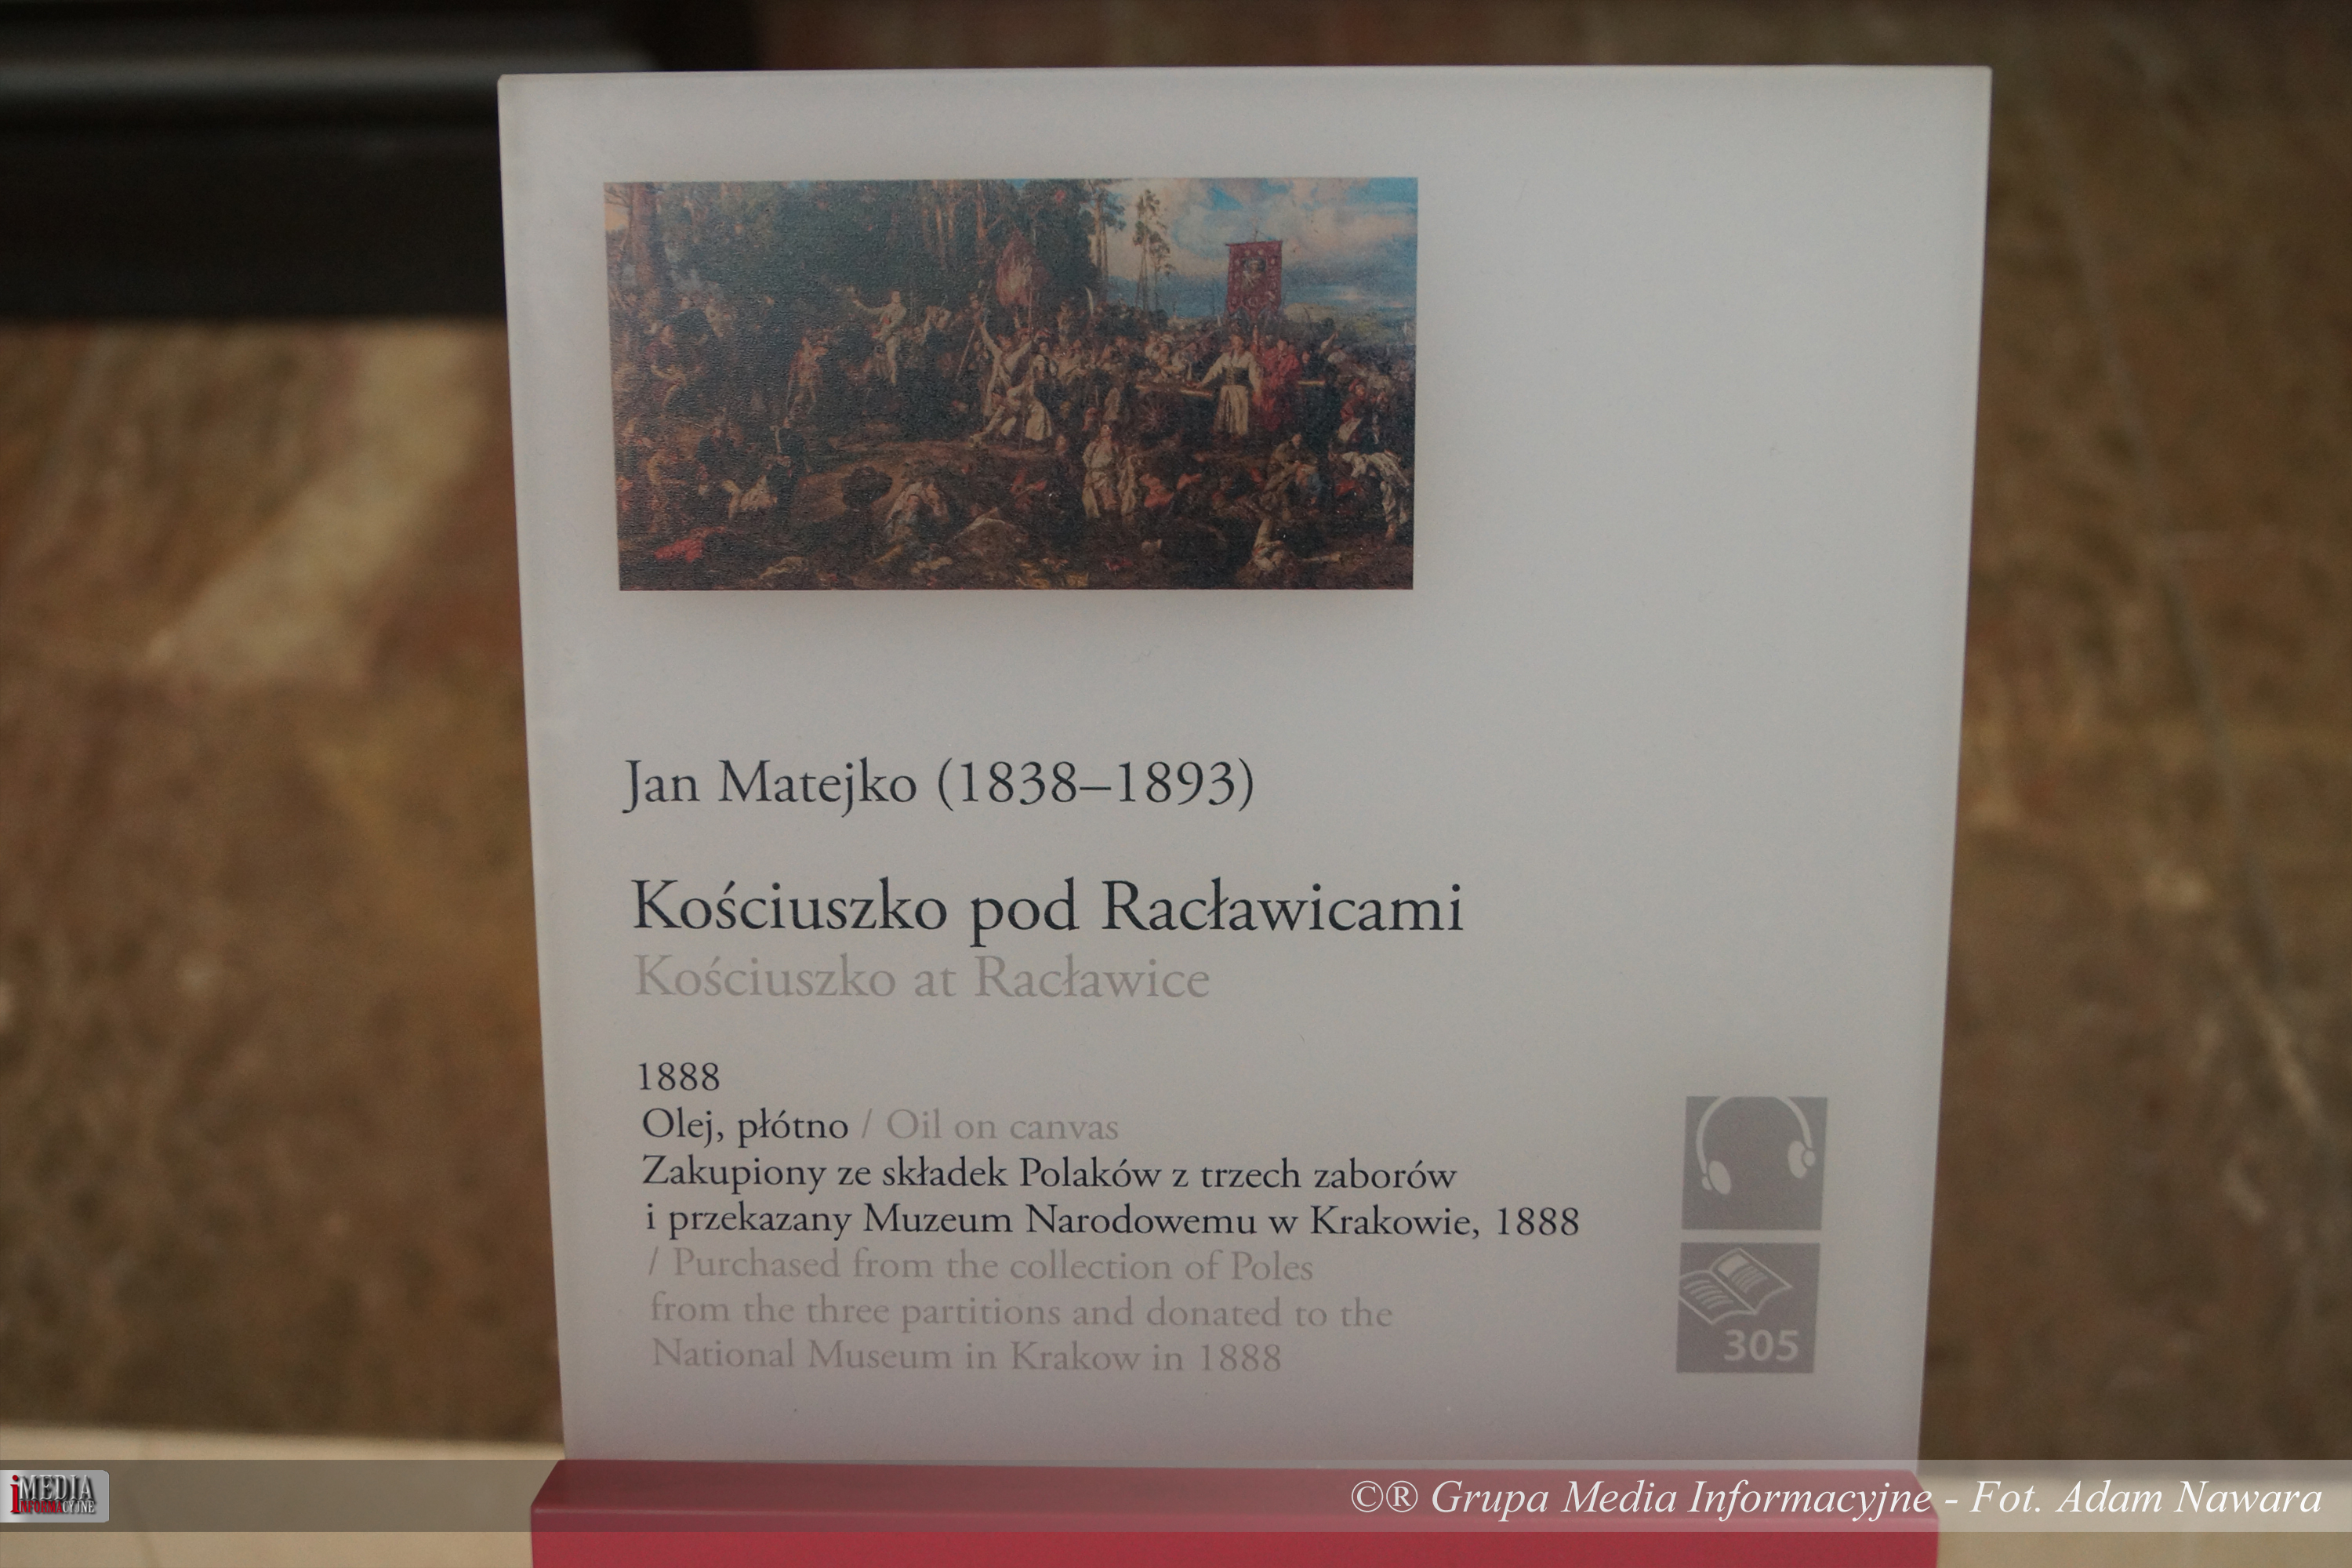 Jan Matejko (1838–1893)
Kościuszko pod Racławicami
Kościuszko at Racławice
1888
Olej, płótno / Oil on canvas
Zakupiony ze składek Polaków z trzech zaborów
i przekazany Muzeum Narodowemu w Krakowie, 1888
/ Purchased from the collection of Poles
from the three partitions and donated to the
National Museum in Krakow in 1888
305
iMEDIA
INFORMACYJNE
©® Grupa Media Informacyjne - Fot. Adam Nawara